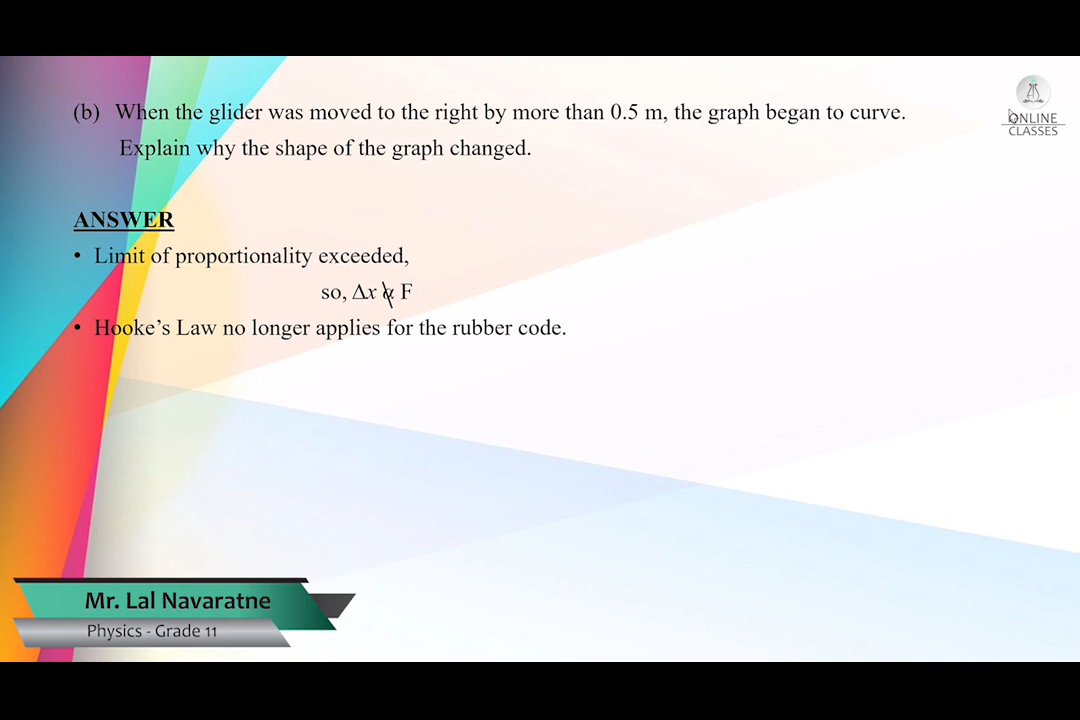 (b) When the glider was moved to the right by more than 0.5 m, the graph began to curve.
Explain why the shape of the graph changed.
ONLINE
CLASSES
ANSWER
• Limit of proportionality exceeded,
so, Δx α̸ F
• Hooke’s Law no longer applies for the rubber code.
Mr. Lal Navaratne
Physics - Grade 11